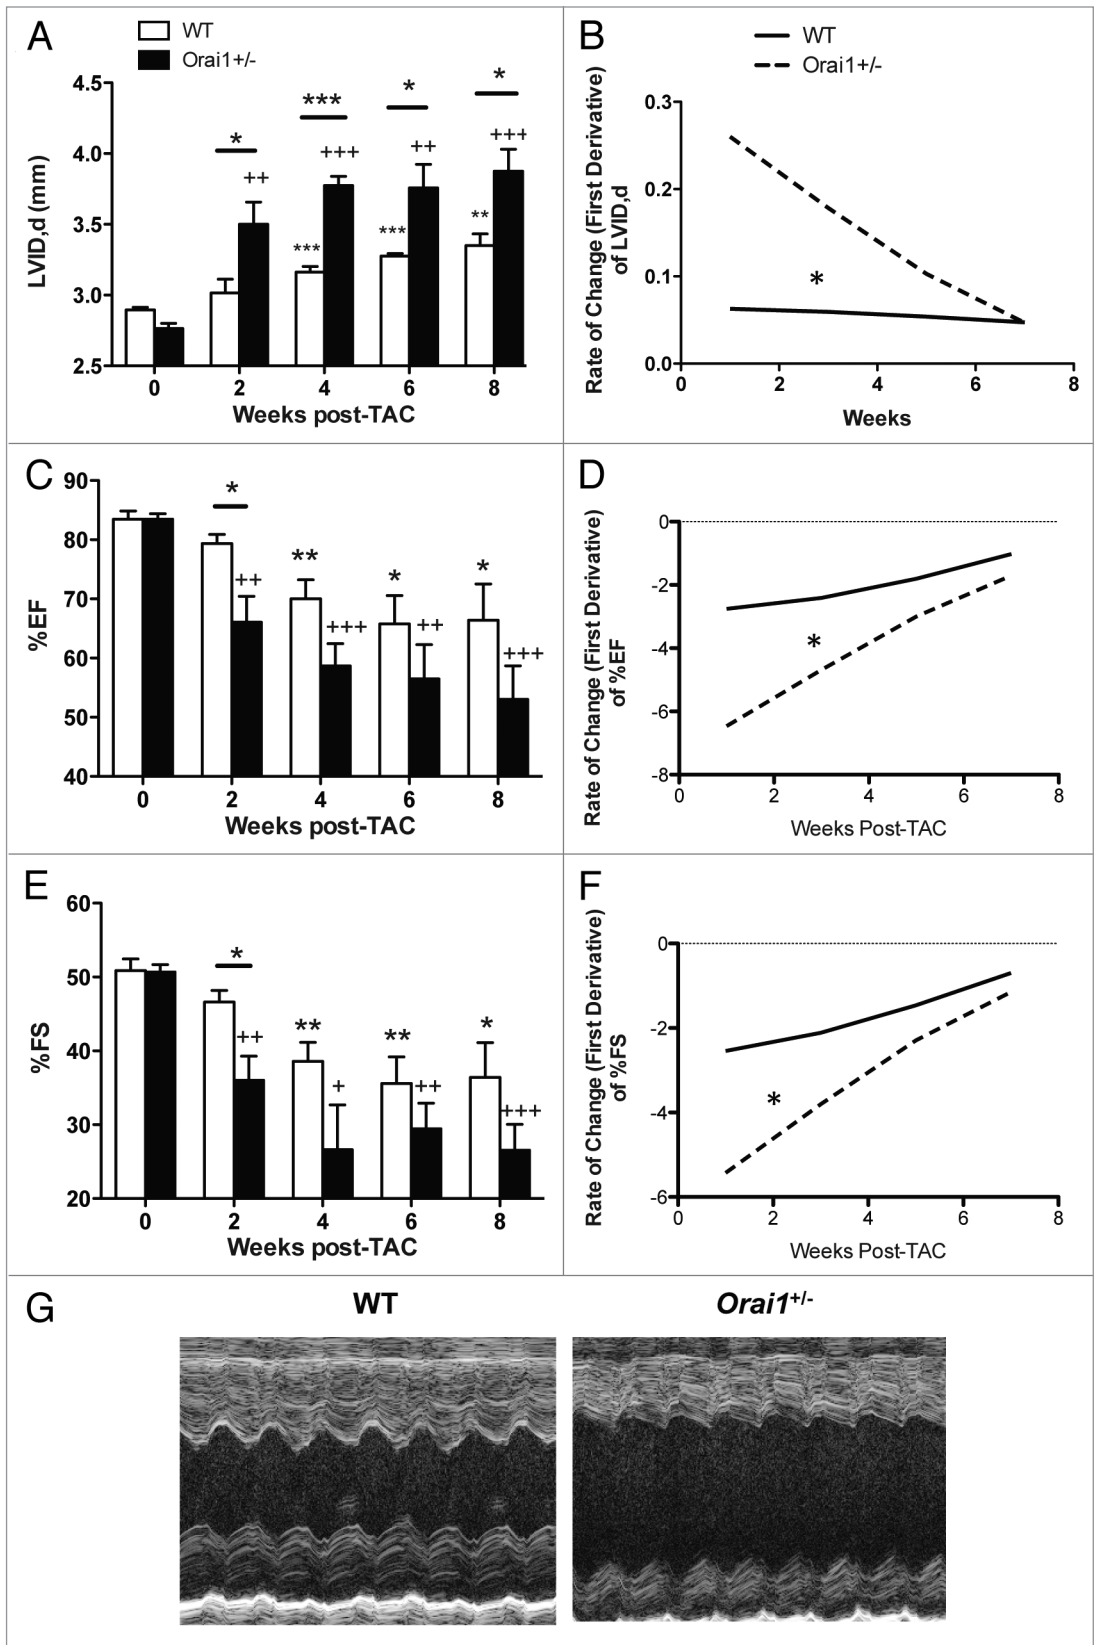 A
WT
Orai1+/-
LVID,d (mm)
4.5
4.0
3.5
3.0
2.5
* *** * *
++ +++ ++ +++
*** *** **
0 2 4 6 8
Weeks post-TAC
B
WT
Orai1+/-
Rate of Change (First Derivative)
of LVID,d
0.3
0.2
0.1
0.0
*
0 2 4 6 8
Weeks
C
%EF
90
80
70
60
50
40
* ** * *
++ +++ ++ +++
0 2 4 6 8
Weeks post-TAC
D
Rate of Change (First Derivative)
of %EF
0
-2
-4
-6
-8
*
0 2 4 6 8
Weeks Post-TAC
E
%FS
60
50
40
30
20
* ** ** *
++ + ++ +++
0 2 4 6 8
Weeks post-TAC
F
Rate of Change (First Derivative)
of %FS
0
-2
-4
-6
*
0 2 4 6 8
Weeks Post-TAC
G
WT
Orai1+/-